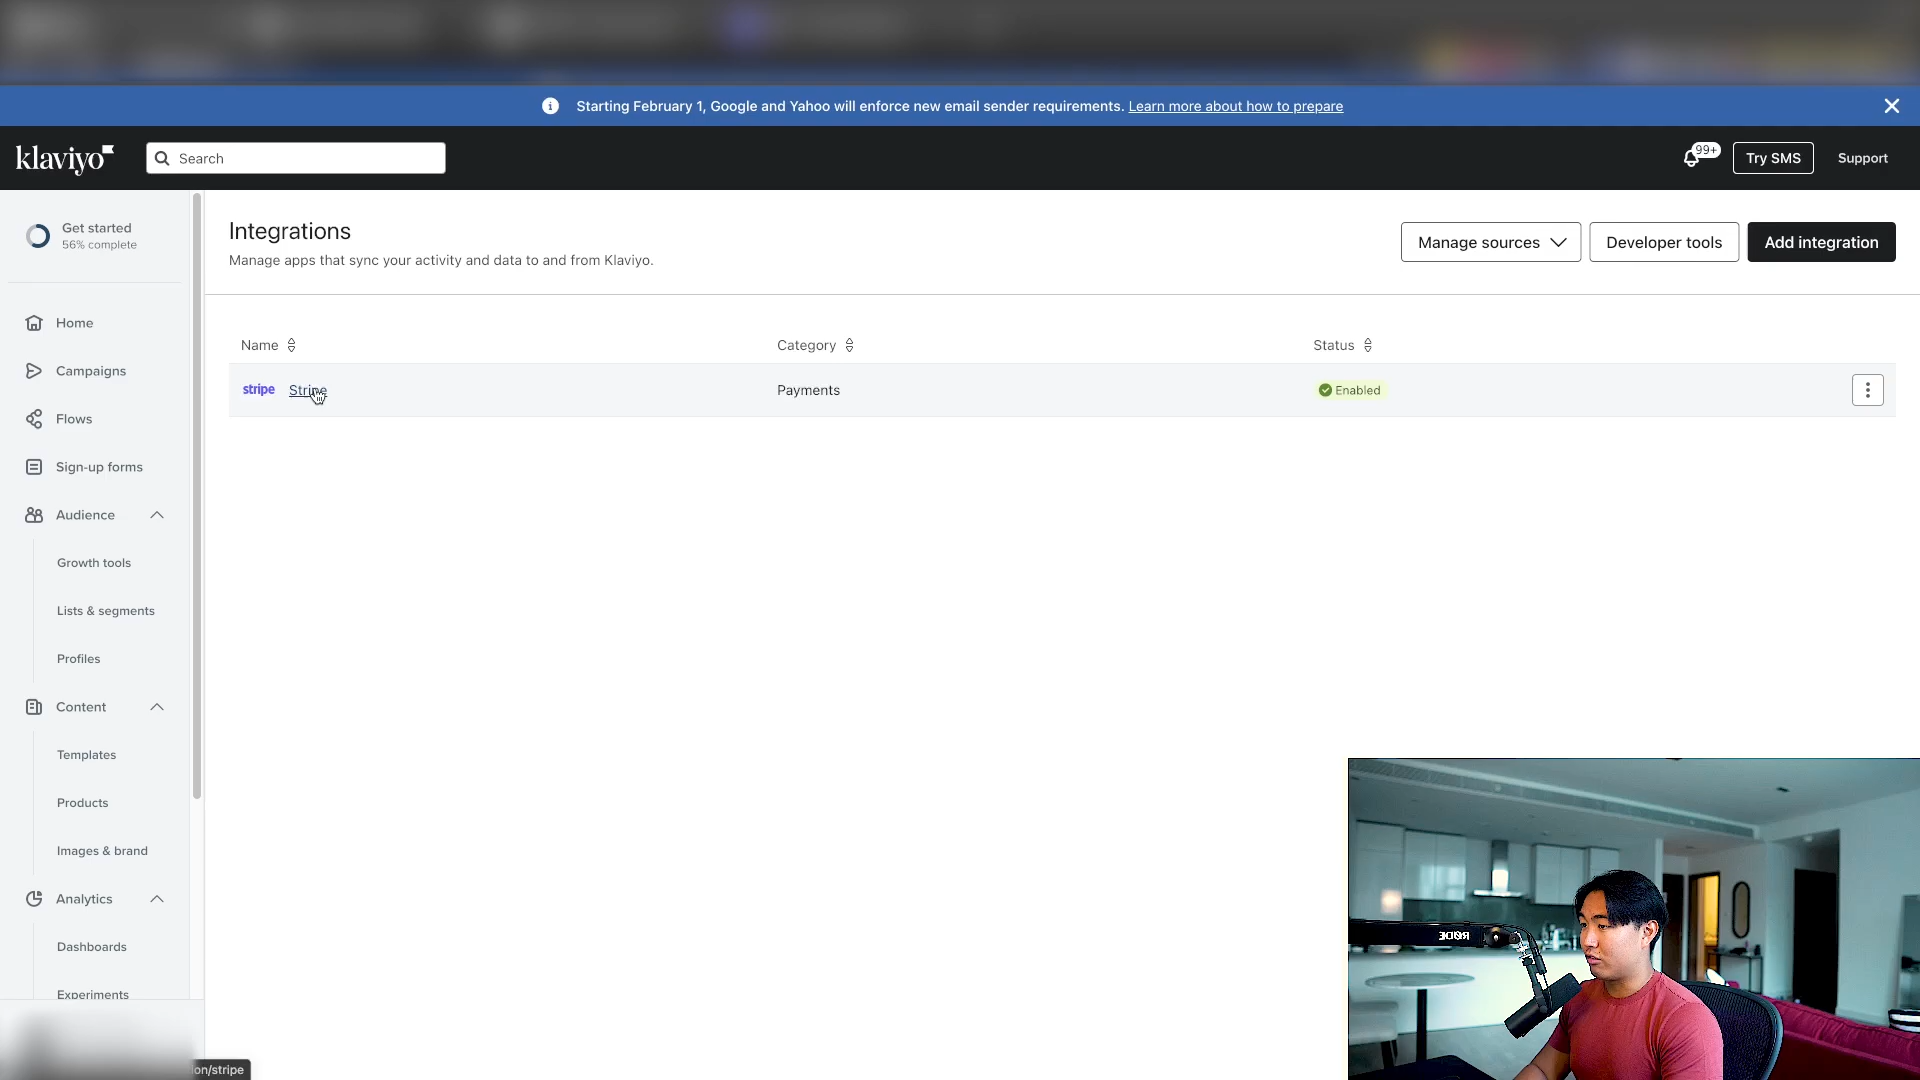 Starting February 1, Google and Yahoo will enforce new email sender requirements. Learn more about how to prepare
klaviyo
Search
99+
Try SMS
Support
Get started
56% complete
Home
Campaigns
Flows
Sign-up forms
Audience
Growth tools
Lists & segments
Profiles
Content
Templates
Products
Images & brand
Analytics
Dashboards
Experiments
Integrations
Manage apps that sync your activity and data to and from Klaviyo.
Manage sources
Developer tools
Add integration
Name
Category
Status
stripe
Stripe
Payments
Enabled
RØDE
on/stripe